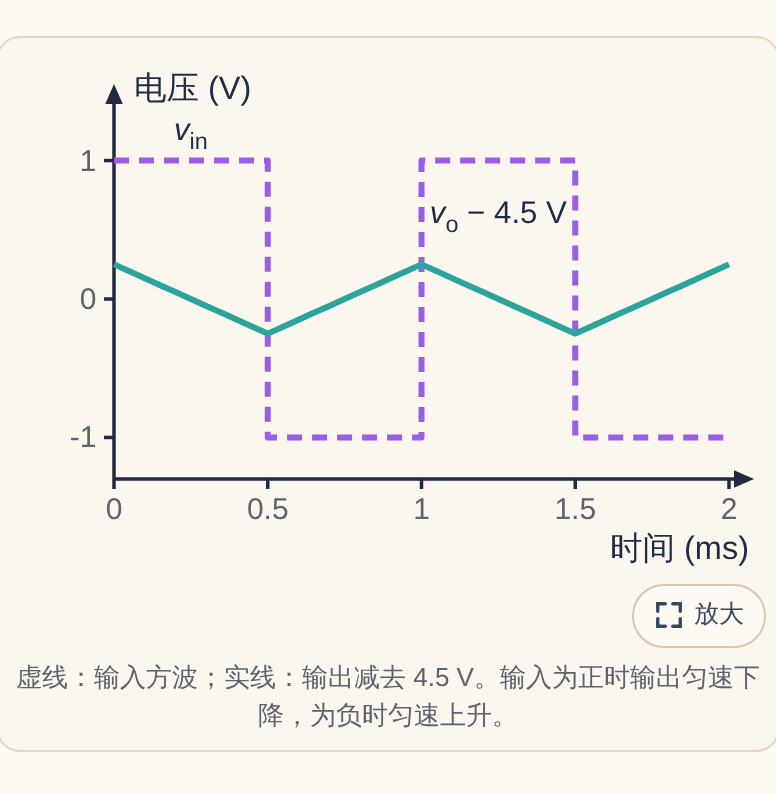 电压 (V)
vin
1
vo − 4.5 V
0
-1
0 0.5 1 1.5 2
时间 (ms)
放大
虚线：输入方波；实线：输出减去 4.5 V。输入为正时输出匀速下
降，为负时匀速上升。